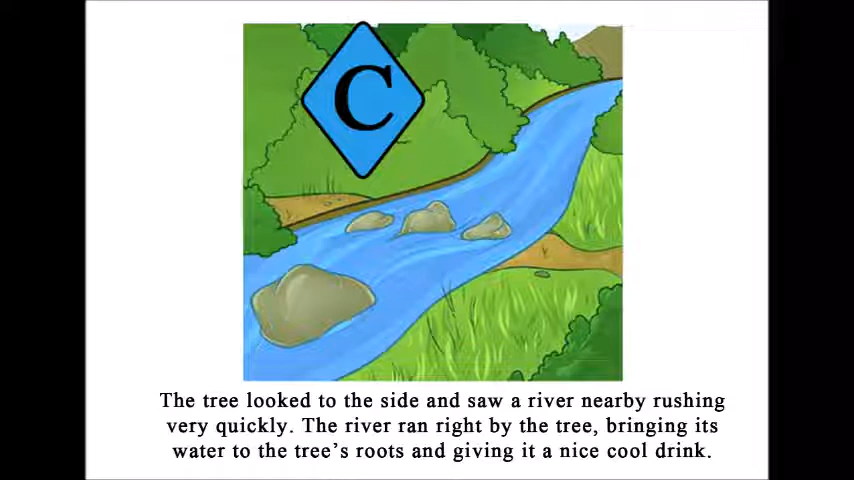 C
The tree looked to the side and saw a river nearby rushing
very quickly. The river ran right by the tree, bringing its
water to the tree’s roots and giving it a nice cool drink.